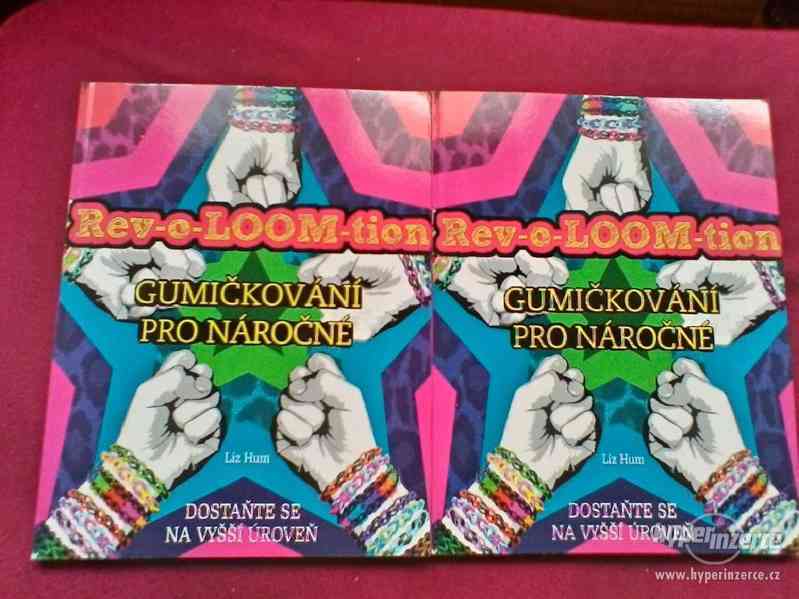 Rev-o-LOOM-tion
GUMIČKOVÁNÍ
PRO NÁROČNÉ
Liz Hum
DOSTAŇTE SE
NA VYŠŠÍ ÚROVEŇ
Rev-o-LOOM-tion
GUMIČKOVÁNÍ
PRO NÁROČNÉ
Liz Hum
DOSTAŇTE SE
NA VYŠŠÍ ÚROVEŇ
hyperinzerce
www.hyperinzerce.cz